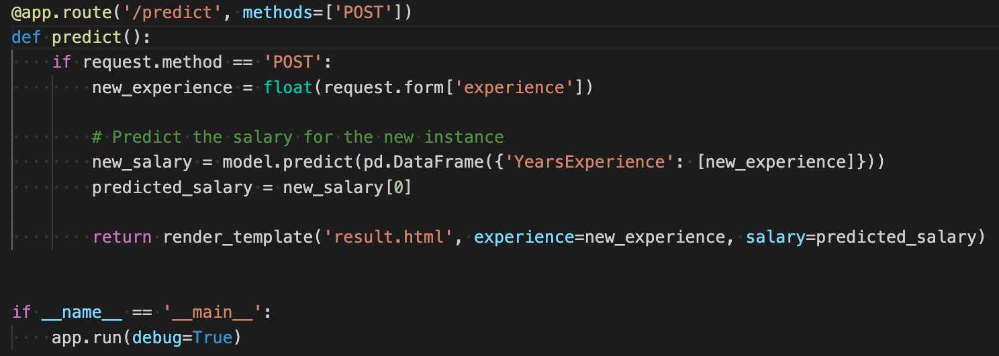 @app.route('/predict', methods=['POST'])
def predict():
    if request.method == 'POST':
        new_experience = float(request.form['experience'])

        # Predict the salary for the new instance
        new_salary = model.predict(pd.DataFrame({'YearsExperience': [new_experience]}))
        predicted_salary = new_salary[0]

        return render_template('result.html', experience=new_experience, salary=predicted_salary)


if __name__ == '__main__':
    app.run(debug=True)